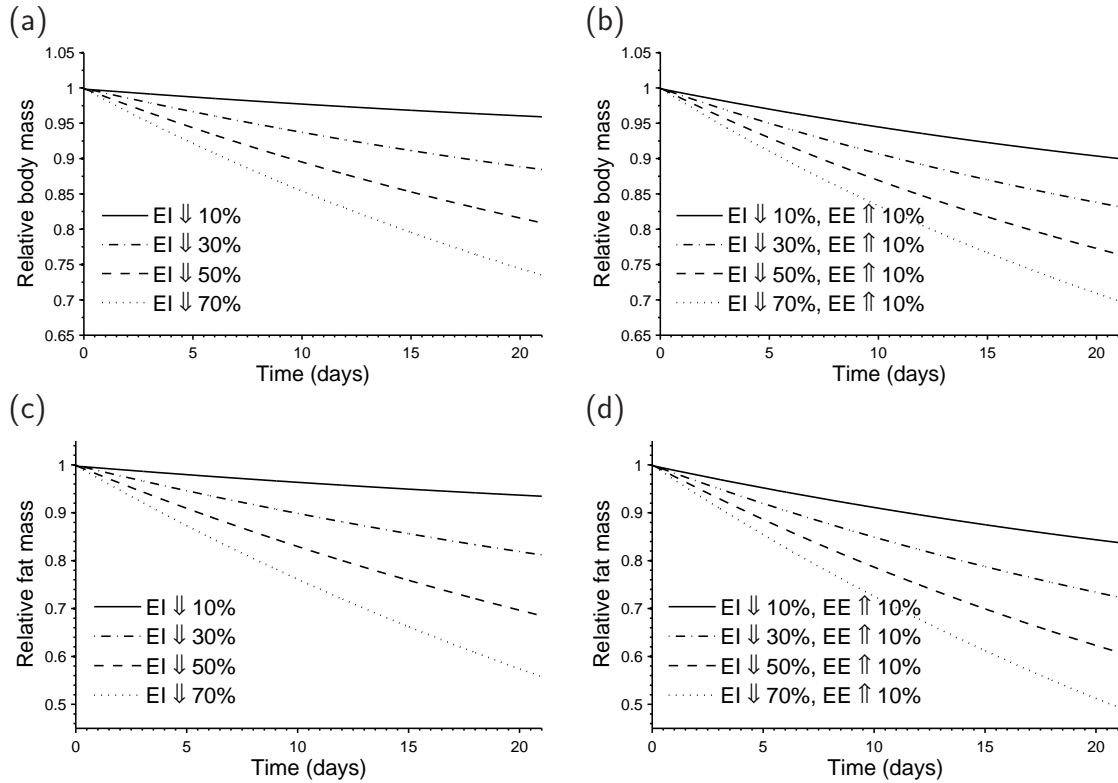 (a)
1.05
1
0.95
0.9
0.85
0.8
0.75
0.7
0.65
Relative body mass
EI ⇓ 10%
EI ⇓ 30%
EI ⇓ 50%
EI ⇓ 70%
0 5 10 15 20
Time (days)
(b)
1.05
1
0.95
0.9
0.85
0.8
0.75
0.7
0.65
Relative body mass
EI ⇓ 10%, EE ⇑ 10%
EI ⇓ 30%, EE ⇑ 10%
EI ⇓ 50%, EE ⇑ 10%
EI ⇓ 70%, EE ⇑ 10%
0 5 10 15 20
Time (days)
(c)
1
0.9
0.8
0.7
0.6
0.5
Relative fat mass
EI ⇓ 10%
EI ⇓ 30%
EI ⇓ 50%
EI ⇓ 70%
0 5 10 15 20
Time (days)
(d)
1
0.9
0.8
0.7
0.6
0.5
Relative fat mass
EI ⇓ 10%, EE ⇑ 10%
EI ⇓ 30%, EE ⇑ 10%
EI ⇓ 50%, EE ⇑ 10%
EI ⇓ 70%, EE ⇑ 10%
0 5 10 15 20
Time (days)